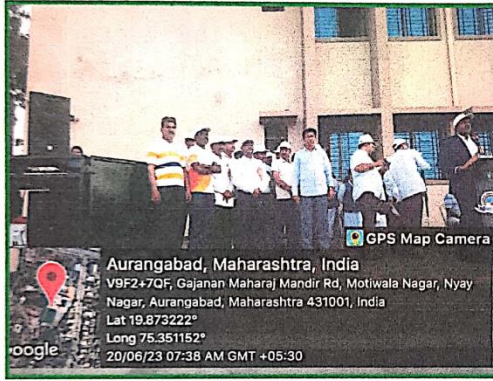 GPS Map Camera
Aurangabad, Maharashtra, India
V9F2+7QF, Gajanan Maharaj Mandir Rd, Motiwala Nagar, Nyay
Nagar, Aurangabad, Maharashtra 431001, India
Lat 19.873222°
Long 75.351152°
20/06/23 07:38 AM GMT +05:30
oogle